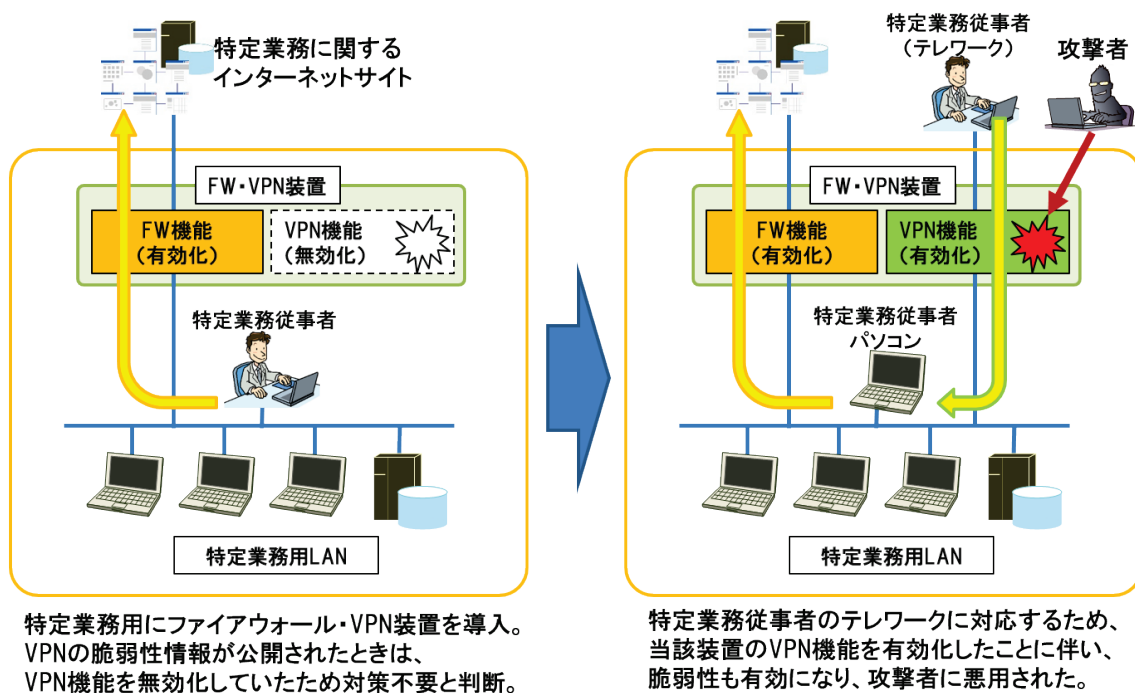 特定業務に関する
インターネットサイト
FW・VPN装置
FW機能
(有効化)
VPN機能
(無効化)
特定業務従事者
特定業務用LAN
特定業務用にファイアウォール・VPN装置を導入。
VPNの脆弱性情報が公開されたときは、
VPN機能を無効化していたため対策不要と判断。
特定業務従事者
(テレワーク)
攻撃者
FW・VPN装置
FW機能
(有効化)
VPN機能
(有効化)
特定業務従事者
パソコン
特定業務用LAN
特定業務従事者のテレワークに対応するため、
当該装置のVPN機能を有効化したことに伴い、
脆弱性も有効になり、攻撃者に悪用された。